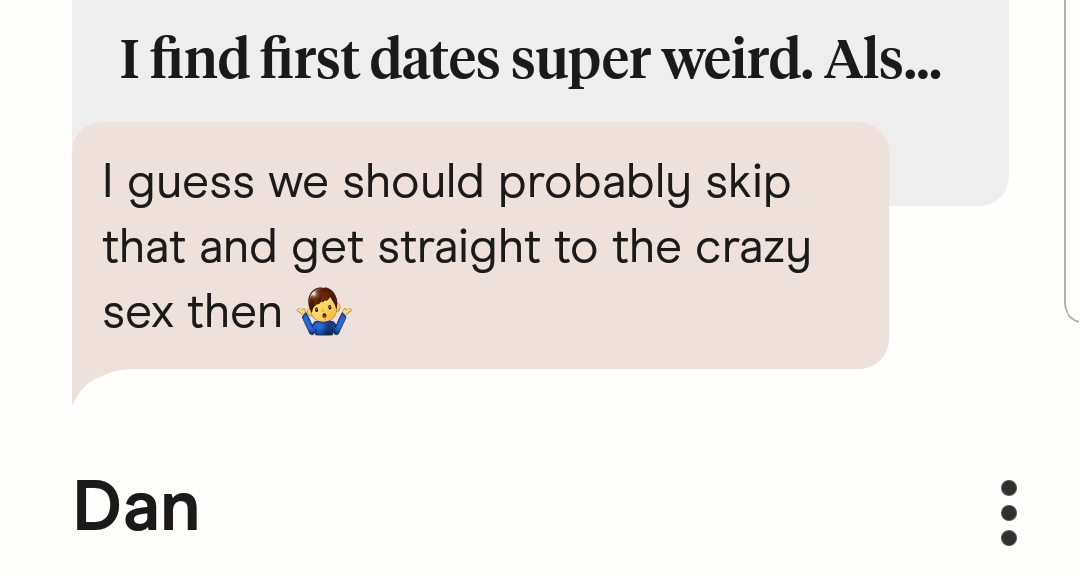 I find first dates super weird. Als...
I guess we should probably skip
that and get straight to the crazy
sex then 🤷‍♂️
Dan